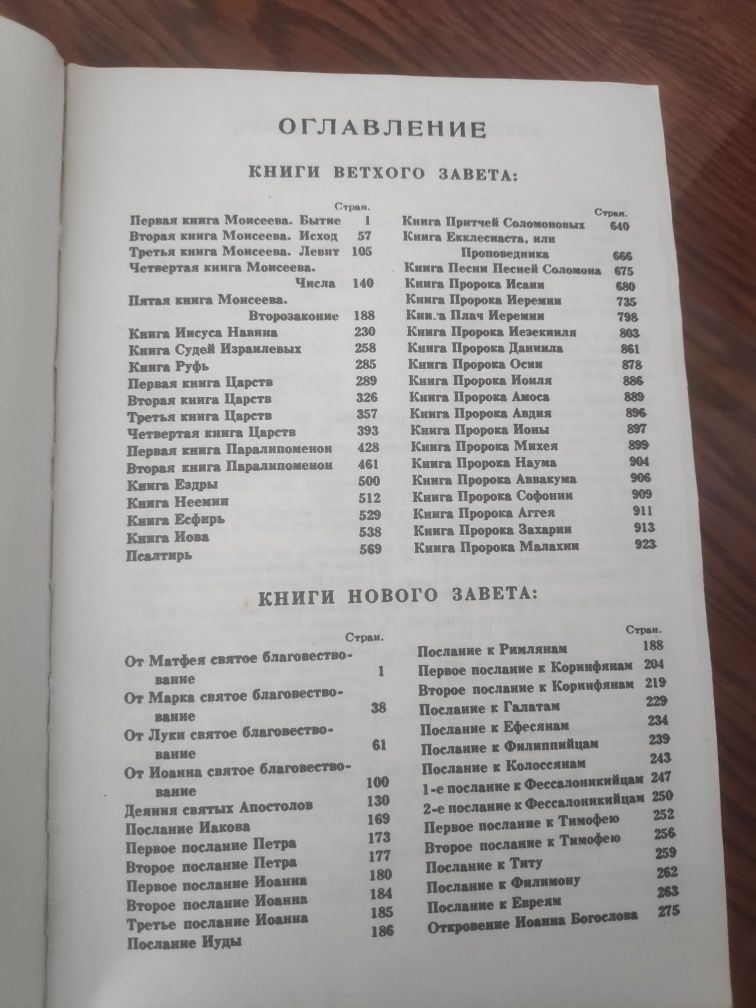 ОГЛАВЛЕНИЕ
КНИГИ ВЕТХОГО ЗАВЕТА:
Стран.
Первая книга Моисеева. Бытие 1
Вторая книга Моисеева. Исход 57
Третья книга Моисеева. Левит 105
Четвертая книга Моисеева.
Числа 140
Пятая книга Моисеева.
Второзаконие 188
Книга Иисуса Навина 230
Книга Судей Израилевых 258
Книга Руфь 285
Первая книга Царств 289
Вторая книга Царств 326
Третья книга Царств 357
Четвертая книга Царств 393
Первая книга Паралипоменон 428
Вторая книга Паралипоменон 461
Книга Ездры 500
Книга Неемии 512
Книга Есфирь 529
Книга Иова 538
Псалтирь 569
Стран.
Книга Притчей Соломоновых 640
Книга Екклесиаста, или
Проповедника 666
Книга Песни Песней Соломона 675
Книга Пророка Исаии 680
Книга Пророка Иеремии 735
Книга Плач Иеремии 798
Книга Пророка Иезекииля 803
Книга Пророка Даниила 861
Книга Пророка Осии 878
Книга Пророка Иоиля 886
Книга Пророка Амоса 889
Книга Пророка Авдия 896
Книга Пророка Ионы 897
Книга Пророка Михея 899
Книга Пророка Наума 904
Книга Пророка Аввакума 906
Книга Пророка Софонии 909
Книга Пророка Аггея 911
Книга Пророка Захарии 913
Книга Пророка Малахии 923
КНИГИ НОВОГО ЗАВЕТА:
Стран.
От Матфея святое благовество-
вание 1
От Марка святое благовество-
вание 38
От Луки святое благовество-
вание 61
От Иоанна святое благовество-
вание 100
Деяния святых Апостолов 130
Послание Иакова 169
Первое послание Петра 173
Второе послание Петра 177
Первое послание Иоанна 180
Второе послание Иоанна 184
Третье послание Иоанна 185
Послание Иуды 186
Стран.
Послание к Римлянам 188
Первое послание к Коринфянам 204
Второе послание к Коринфянам 219
Послание к Галатам 229
Послание к Ефесянам 234
Послание к Филиппийцам 239
Послание к Колоссянам 243
1-е послание к Фессалоникийцам 247
2-е послание к Фессалоникийцам 250
Первое послание к Тимофею 252
Второе послание к Тимофею 256
Послание к Титу 259
Послание к Филимону 262
Послание к Евреям 263
Откровение Иоанна Богослова 275